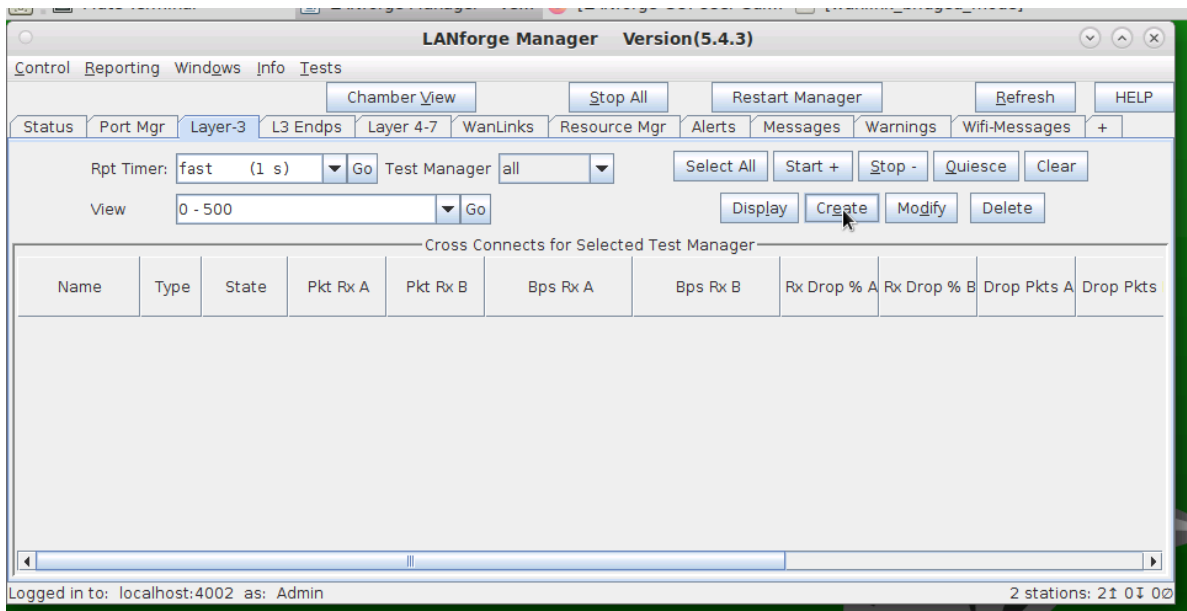 LANforge Manager Version(5.4.3)
Control Reporting Windows Info Tests
Chamber View Stop All Restart Manager Refresh HELP
Status Port Mgr Layer-3 L3 Endps Layer 4-7 WanLinks Resource Mgr Alerts Messages Warnings Wifi-Messages +
Rpt Timer: fast (1 s) Go Test Manager all Select All Start + Stop - Quiesce Clear
View 0 - 500 Go Display Create Modify Delete
Cross Connects for Selected Test Manager
Name Type State Pkt Rx A Pkt Rx B Bps Rx A Bps Rx B Rx Drop % A Rx Drop % B Drop Pkts A Drop Pkts
Logged in to: localhost:4002 as: Admin 2 stations: 2↥ 0↧ 0∅